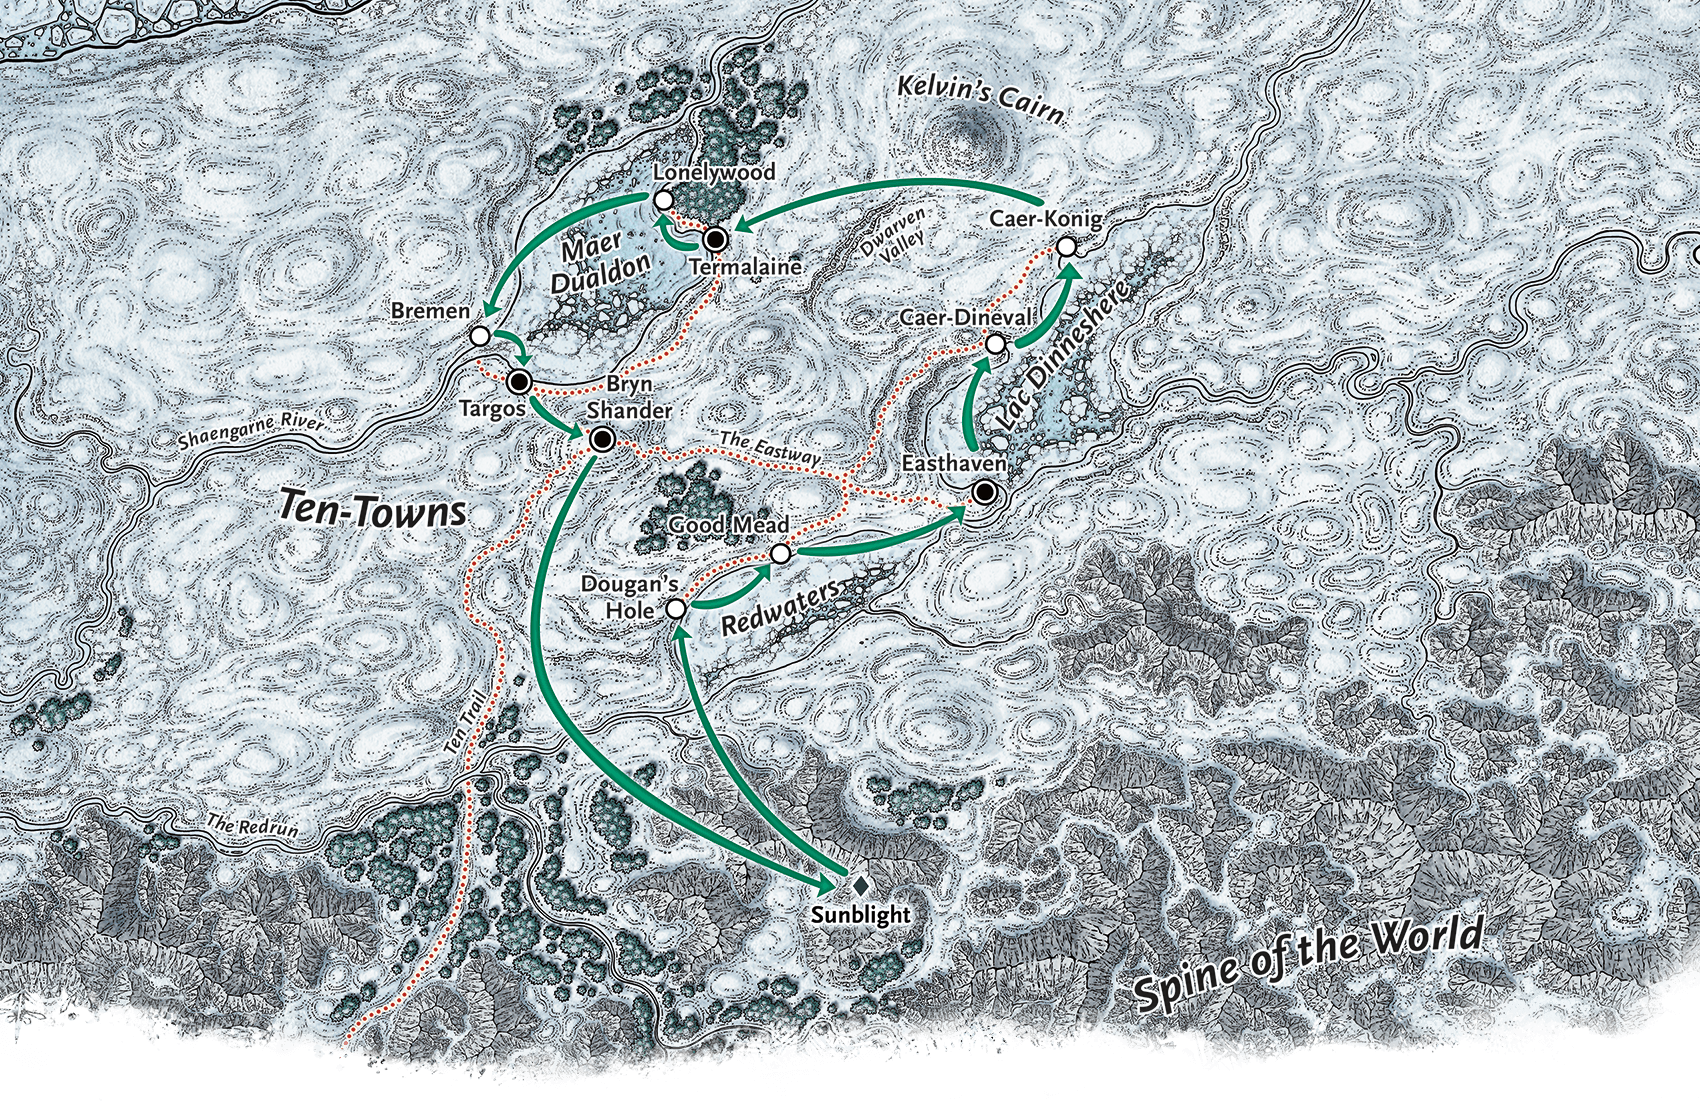 Kelvin's Cairn
Lonelywood
Caer-Konig
Dwarven
Valley
Maer
Dualdon
Termalaine
Bremen
Caer-Dineval
Lac Dinneshere
Bryn
Shander
Targos
Shaengarne River
The Eastway
Easthaven
Ten-Towns
Good Mead
Dougan's
Hole
Redwaters
Ten Trail
The Redrun
Sunblight
Spine of the World